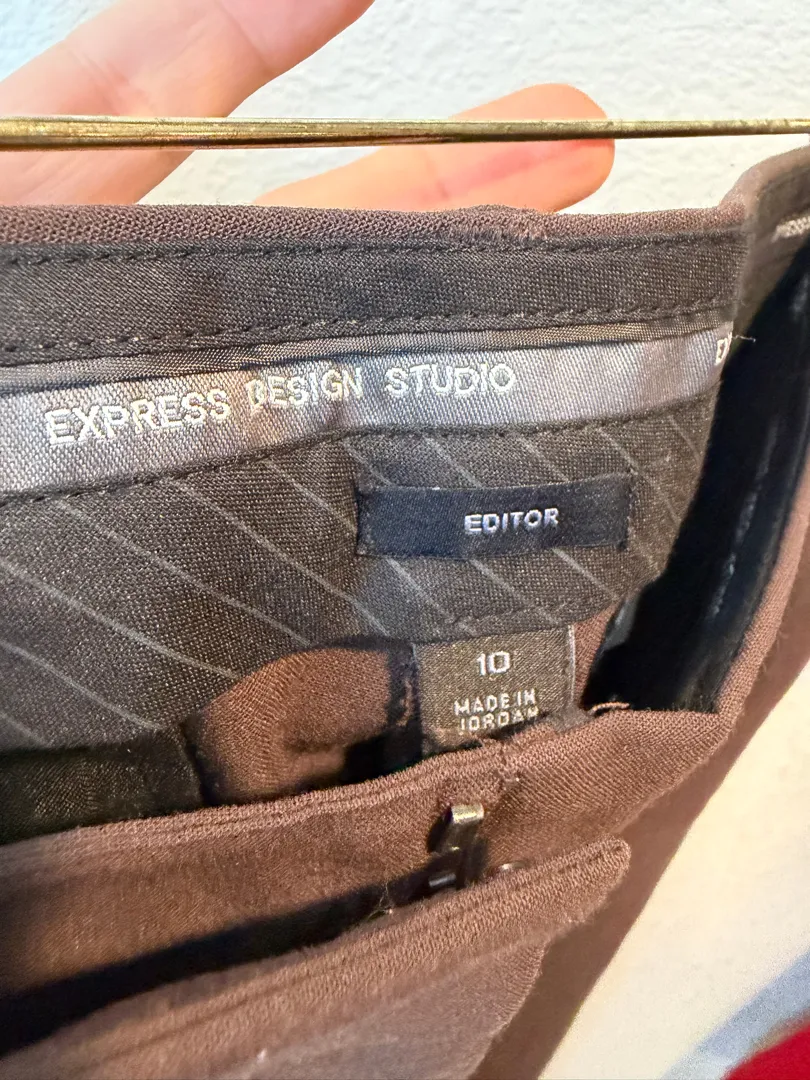 EXPRESS DESIGN STUDIO
EDITOR
10
MADE IN
JORDAN